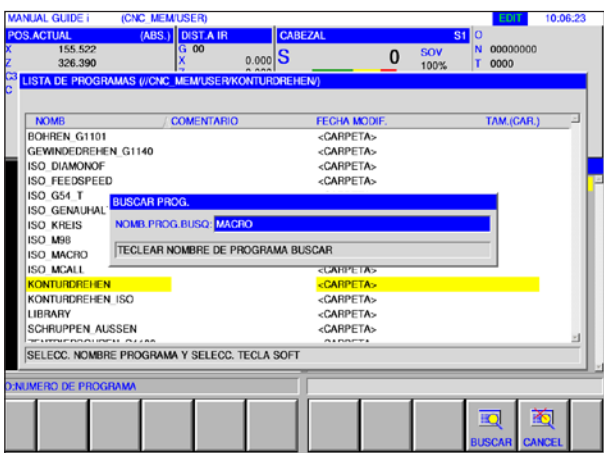 MANUAL GUIDE i (CNC_MEM/USER) EDIT 10:06:23
POS.ACTUAL (ABS.) DIST.A IR CABEZAL S1 O
X 155.522 G 00 S 0 SOV N 00000000
Z 326.390 X 0.000 100% T 0000
C3
C
LISTA DE PROGRAMAS (//CNC_MEM/USER/KONTURDREHEN/)
NOMB / COMENTARIO FECHA MODIF. TAM.(CAR.)
BOHREN_G1101 <CARPETA>
GEWINDEDREHEN_G1140 <CARPETA>
ISO_DIAMONOF <CARPETA>
ISO_FEEDSPEED <CARPETA>
ISO_G54_T
ISO_GENAUHAL
ISO_KREIS
ISO_M98
ISO_MACRO
BUSCAR PROG.
NOMB.PROG.BUSQ: MACRO
TECLEAR NOMBRE DE PROGRAMA BUSCAR
ISO_MCALL <CARPETA>
KONTURDREHEN <CARPETA>
KONTURDREHEN_ISO <CARPETA>
LIBRARY <CARPETA>
SCHRUPPEN_AUSSEN <CARPETA>
SELECC. NOMBRE PROGRAMA Y SELECC. TECLA SOFT
O:NUMERO DE PROGRAMA
BUSCAR CANCEL